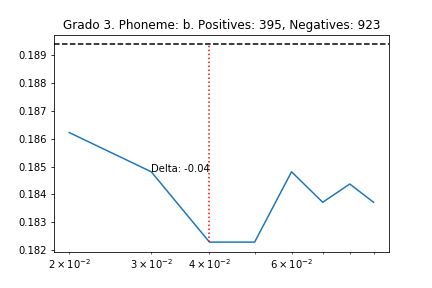 Grado 3. Phoneme: b. Positives: 395, Negatives: 923
0.189
0.188
0.187
0.186
0.185
Delta: -0.04
0.184
0.183
0.182
2 × 10⁻² 3 × 10⁻² 4 × 10⁻² 6 × 10⁻²